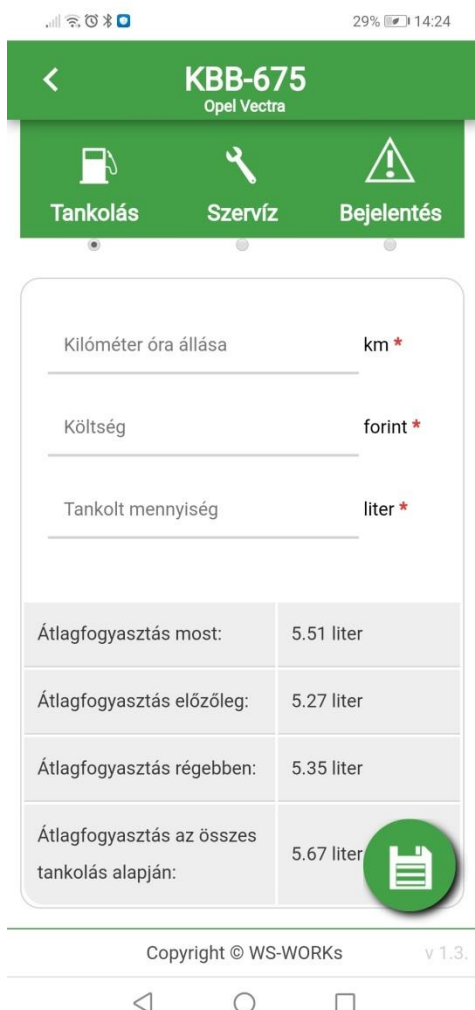 29% 14:24
KBB-675
Opel Vectra
Tankolás Szervíz Bejelentés
Kilóméter óra állása km *
Költség forint *
Tankolt mennyiség liter *
Átlagfogyasztás most: 5.51 liter
Átlagfogyasztás előzőleg: 5.27 liter
Átlagfogyasztás régebben: 5.35 liter
Átlagfogyasztás az összes
tankolás alapján: 5.67 liter
Copyright © WS-WORKs v 1.3.